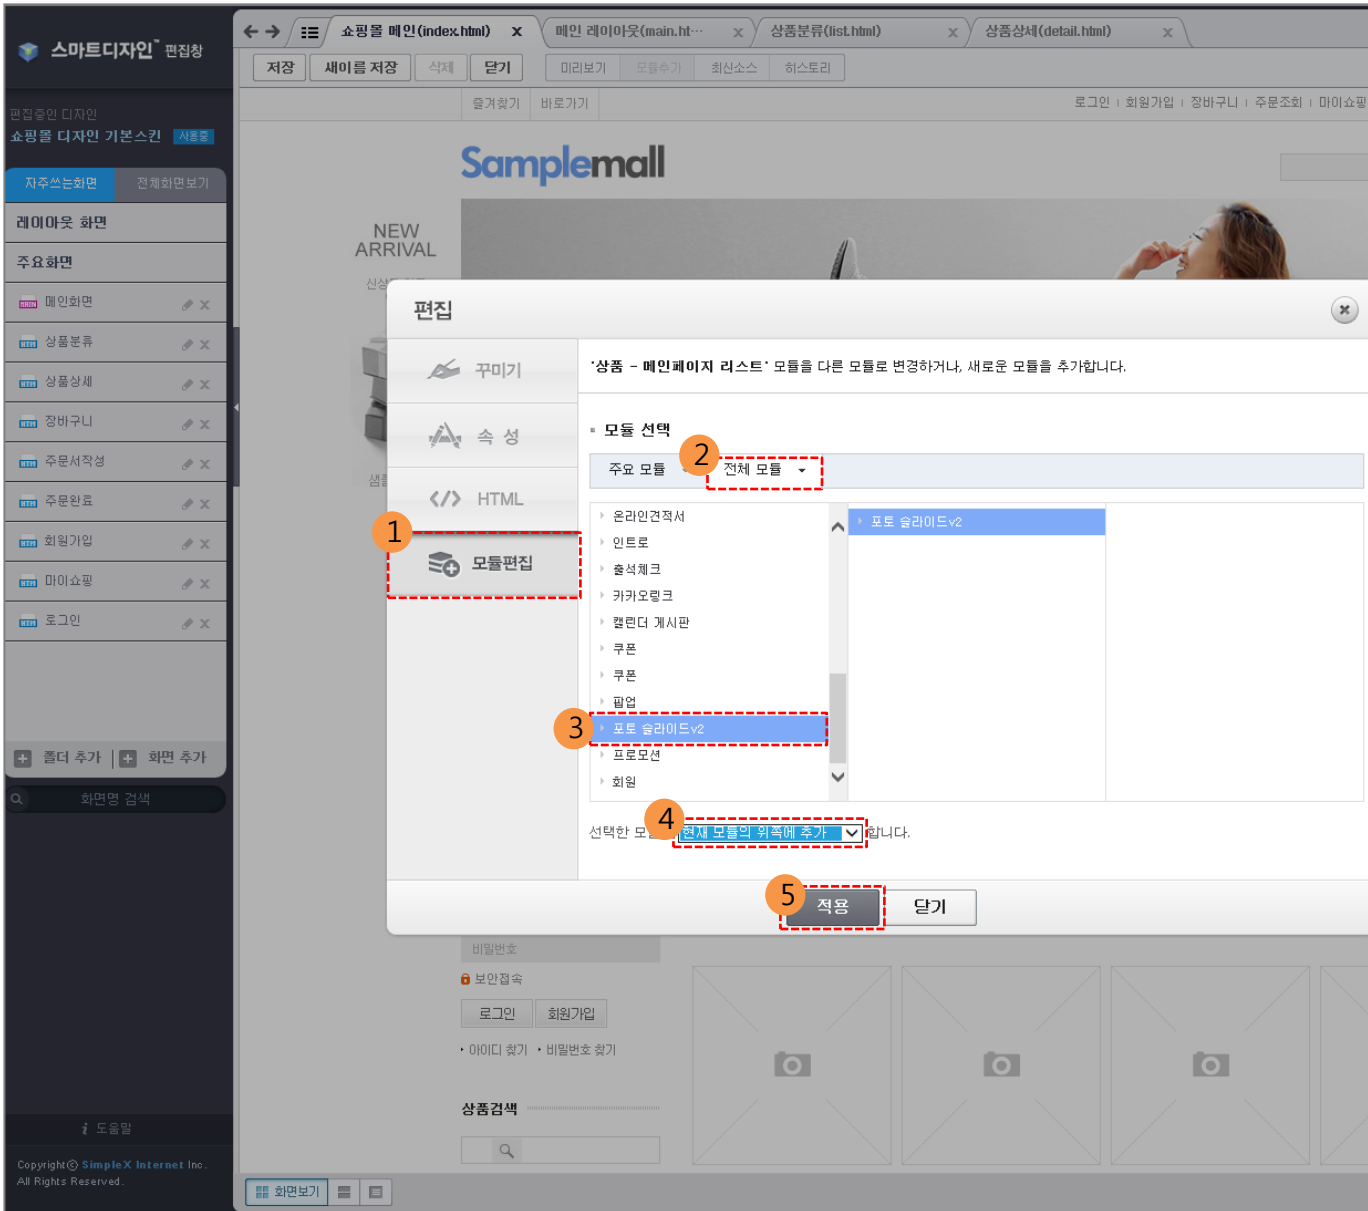 스마트디자인™ 편집창
편집중인 디자인
쇼핑몰 디자인 기본스킨 사용중
자주쓰는화면 전체화면보기
레이아웃 화면
주요화면
메인화면
상품분류
상품상세
장바구니
주문서작성
주문완료
회원가입
마이쇼핑
로그인
폴더 추가 화면 추가
화면명 검색
도움말
Copyrightⓒ SimpleX Internet Inc.
All Rights Reserved.
쇼핑몰 메인(index.html) x 메인 레이아웃(main.ht… x 상품분류(list.html) x 상품상세(detail.html) x
저장 새이름 저장 삭제 닫기 미리보기 모듈추가 최신소스 히스토리
즐겨찾기 바로가기 로그인 회원가입 장바구니 주문조회 마이쇼핑
Samplemall
NEW
ARRIVAL
편집
꾸미기
속 성
</> HTML
1
모듈편집
'상품 - 메인페이지 리스트' 모듈을 다른 모듈로 변경하거나, 새로운 모듈을 추가합니다.
모듈 선택
주요 모듈 2 전체 모듈
온라인견적서
인트로
출석체크
카카오링크
캘린더 게시판
쿠폰
쿠폰
팝업
3 포토 슬라이드v2
프로모션
회원
포토 슬라이드v2
선택한 4 현재 모듈의 위쪽에 추가 합니다.
5 적용 닫기
비밀번호
보안접속
로그인 회원가입
아이디 찾기 비밀번호 찾기
상품검색
화면보기